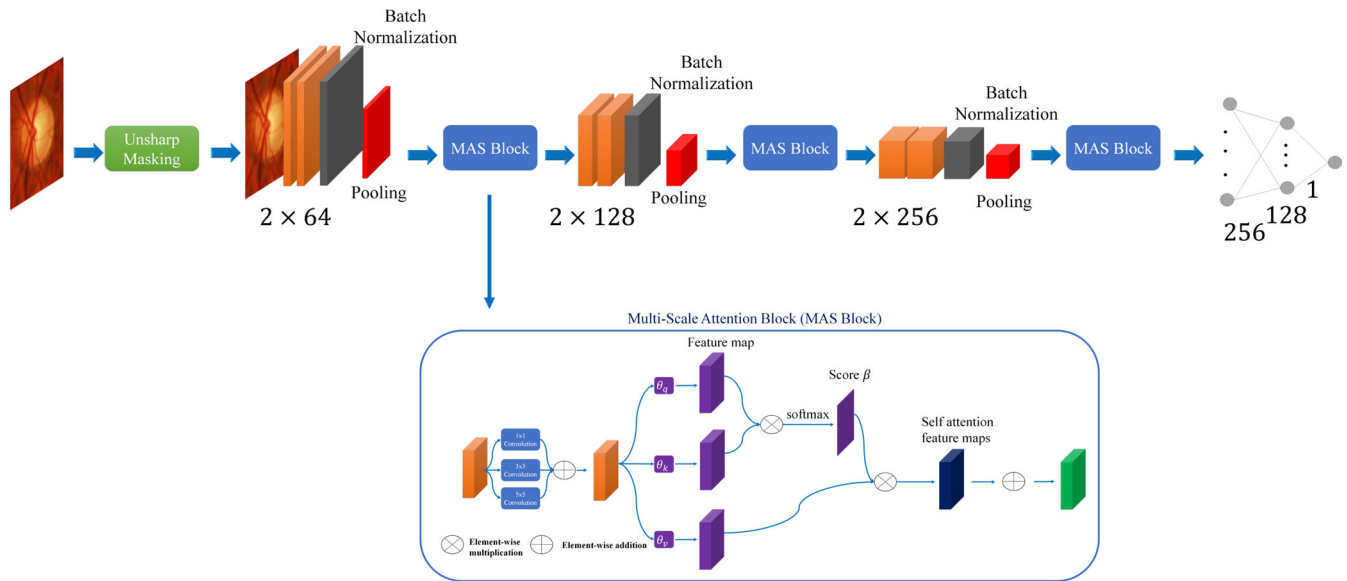 Batch
Normalization
Unsharp
Masking
Pooling
2 × 64
MAS Block
Batch
Normalization
Pooling
2 × 128
MAS Block
Batch
Normalization
Pooling
2 × 256
MAS Block
256
128
1
Multi-Scale Attention Block (MAS Block)
Feature map
θq
θk
θv
softmax
Score β
Self attention
feature maps
1x1
Convolution
3x3
Convolution
5x5
Convolution
Element-wise
multiplication
Element-wise addition